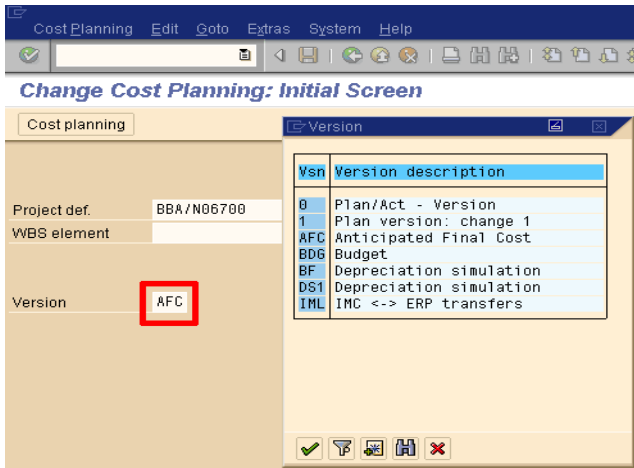 Cost Planning Edit Goto Extras System Help
Change Cost Planning: Initial Screen
Cost planning
Project def. BBA/N06700
WBS element
Version AFC
Version
Vsn Version description
0 Plan/Act - Version
1 Plan version: change 1
AFC Anticipated Final Cost
BDG Budget
BF Depreciation simulation
DS1 Depreciation simulation
IML IMC <-> ERP transfers